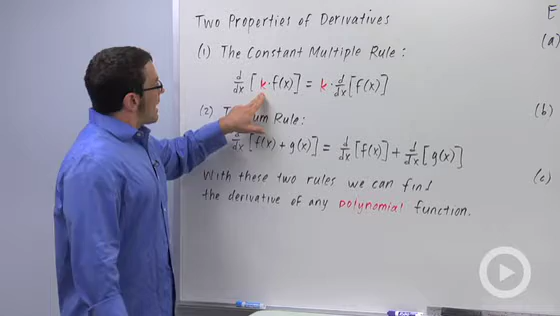 Two Properties of Derivatives
(1) The Constant Multiple Rule:
d/dx [k·f(x)] = k·d/dx [f(x)]
(2) T um Rule:
d/dx [f(x) + g(x)] = d/dx [f(x)] + d/dx [g(x)]
With these two rules we can find
the derivative of any polynomial function.
E
(a)
(b)
(c)